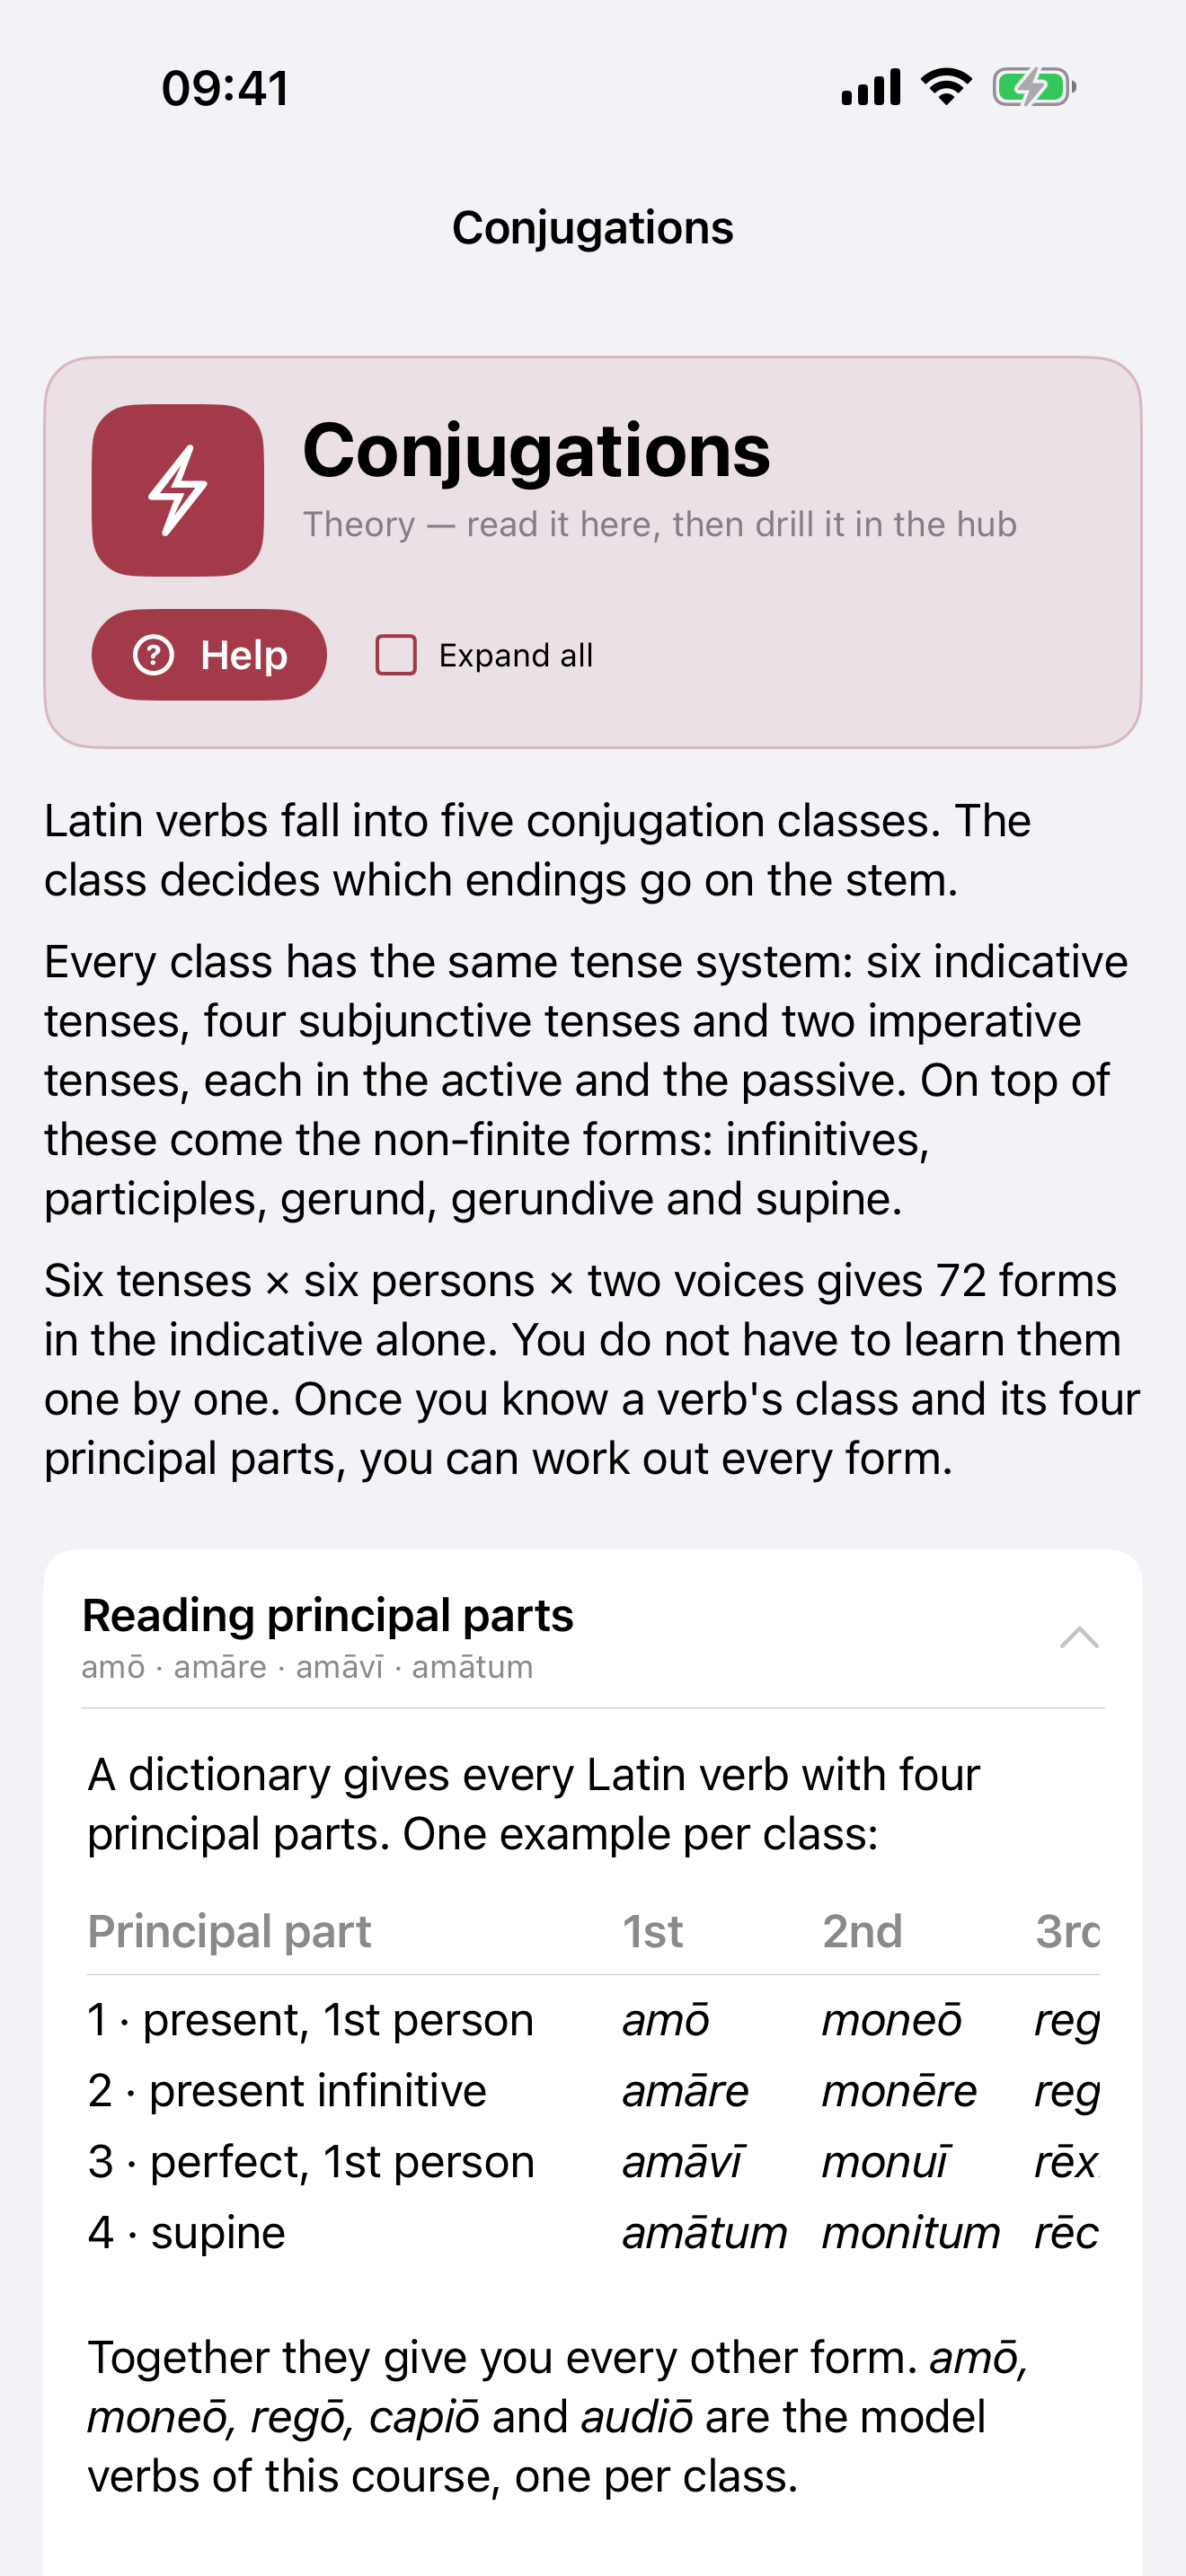 09:41
Conjugations
Conjugations
Theory — read it here, then drill it in the hub
Help
Expand all
Latin verbs fall into five conjugation classes. The
class decides which endings go on the stem.
Every class has the same tense system: six indicative
tenses, four subjunctive tenses and two imperative
tenses, each in the active and the passive. On top of
these come the non-finite forms: infinitives,
participles, gerund, gerundive and supine.
Six tenses × six persons × two voices gives 72 forms
in the indicative alone. You do not have to learn them
one by one. Once you know a verb's class and its four
principal parts, you can work out every form.
Reading principal parts
amō · amāre · amāvī · amātum
A dictionary gives every Latin verb with four
principal parts. One example per class:
Principal part 1st 2nd 3rd
1 · present, 1st person amō moneō reg
2 · present infinitive amāre monēre reg
3 · perfect, 1st person amāvī monuī rēx
4 · supine amātum monitum rēc
Together they give you every other form. amō,
moneō, regō, capiō and audiō are the model
verbs of this course, one per class.